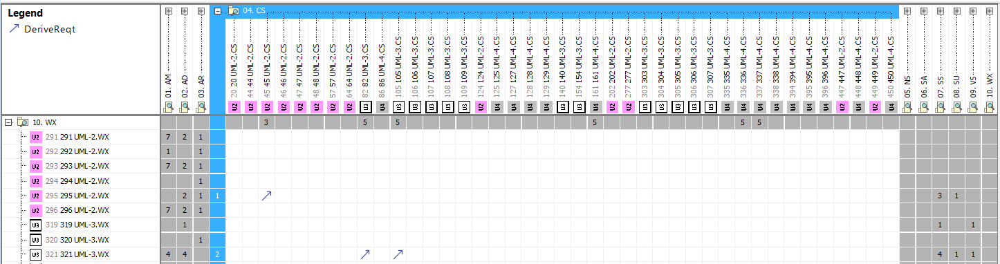 Legend
DeriveReqt
01. AM
02. AD
03. AR
04. CS
20 20 UML-2.CS
44 44 UML-2.CS
45 45 UML-2.CS
46 46 UML-2.CS
47 47 UML-2.CS
48 48 UML-2.CS
57 57 UML-2.CS
64 64 UML-2.CS
82 82 UML-3.CS
86 86 UML-4.CS
105 105 UML-3.CS
106 106 UML-3.CS
107 107 UML-3.CS
108 108 UML-3.CS
109 109 UML-3.CS
124 124 UML-2.CS
125 125 UML-4.CS
127 127 UML-4.CS
128 128 UML-4.CS
129 129 UML-4.CS
140 140 UML-3.CS
154 154 UML-3.CS
161 161 UML-4.CS
202 202 UML-2.CS
277 277 UML-2.CS
303 303 UML-3.CS
304 304 UML-3.CS
305 305 UML-3.CS
306 306 UML-3.CS
307 307 UML-3.CS
335 335 UML-4.CS
336 336 UML-4.CS
337 337 UML-4.CS
338 338 UML-4.CS
394 394 UML-4.CS
395 395 UML-4.CS
396 396 UML-4.CS
447 447 UML-2.CS
448 448 UML-4.CS
449 449 UML-2.CS
450 450 UML-4.CS
05. NS
06. SA
07. SS
08. SU
09. VS
10. WX
U2 U2 U2 U2 U2 U2 U2 U2 U3 U4 U3 U3 U3 U3 U3 U2 U4 U4 U4 U4 U3 U3 U4 U2 U2 U3 U3 U3 U3 U3 U4 U4 U4 U4 U4 U4 U4 U2 U4 U2 U4
10. WX 3 5 5 5 5 5
U2 291 291 UML-2.WX 7 2 1
U2 292 292 UML-2.WX 1 1
U2 293 293 UML-2.WX 7 2 1
U2 294 294 UML-2.WX 1
U2 295 295 UML-2.WX 2 1 1 3 1
U2 296 296 UML-2.WX 7 2 1
U3 319 319 UML-3.WX 1 1 1
U3 320 320 UML-3.WX 1
U3 321 321 UML-3.WX 4 4 2 4 1 1